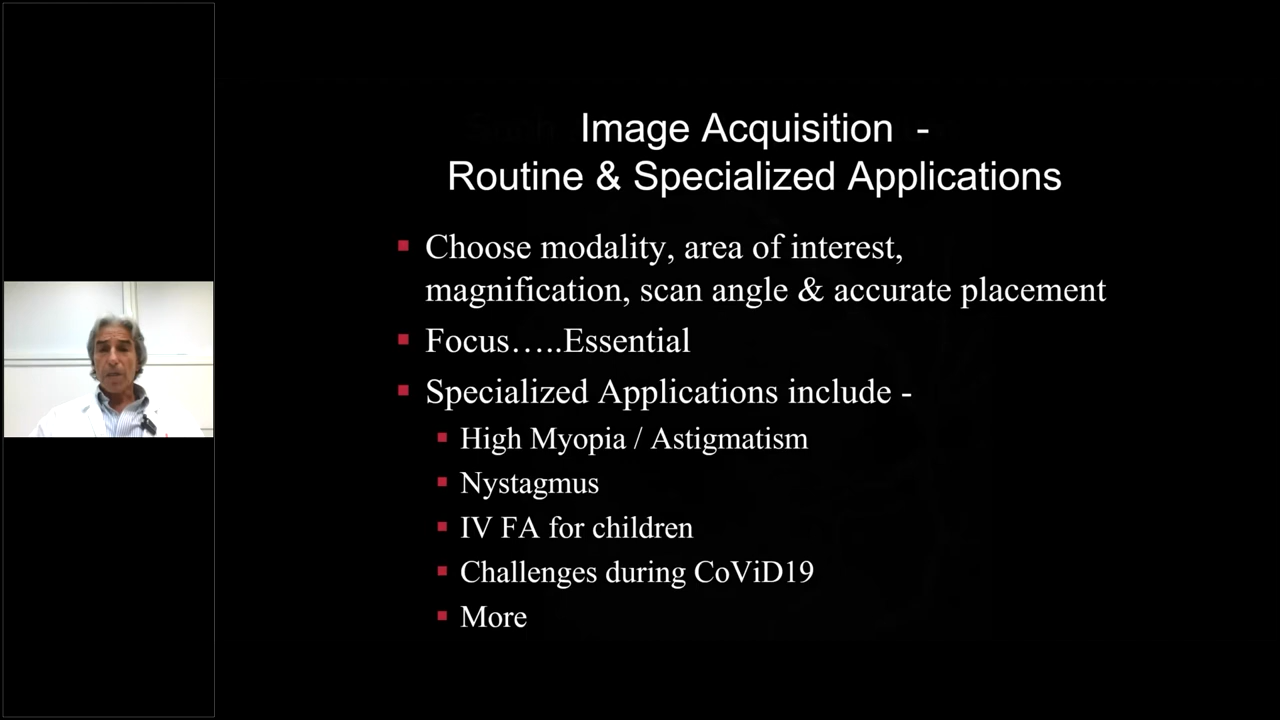 Image Acquisition -
Routine & Specialized Applications
Choose modality, area of interest,
magnification, scan angle & accurate placement
Focus…..Essential
Specialized Applications include -
High Myopia / Astigmatism
Nystagmus
IV FA for children
Challenges during CoViD19
More